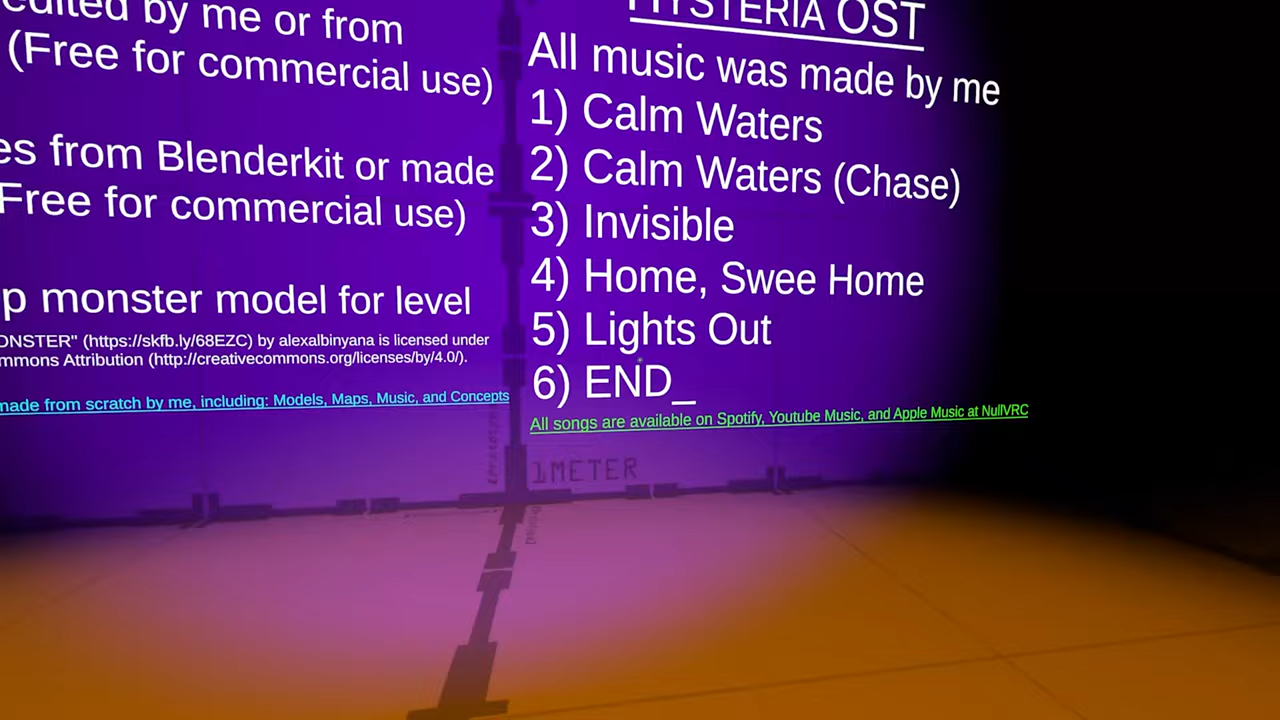 edited by me or from
(Free for commercial use)
es from Blenderkit or made
Free for commercial use)
p monster model for level
ONSTER" (https://skfb.ly/68EZC) by alexalbinyana is licensed under
mmons Attribution (http://creativecommons.org/licenses/by/4.0/).
made from scratch by me, including: Models, Maps, Music, and Concepts
HYSTERIA OST
All music was made by me
1) Calm Waters
2) Calm Waters (Chase)
3) Invisible
4) Home, Swee Home
5) Lights Out
6) END_
All songs are available on Spotify, Youtube Music, and Apple Music at NullVRC
1METER